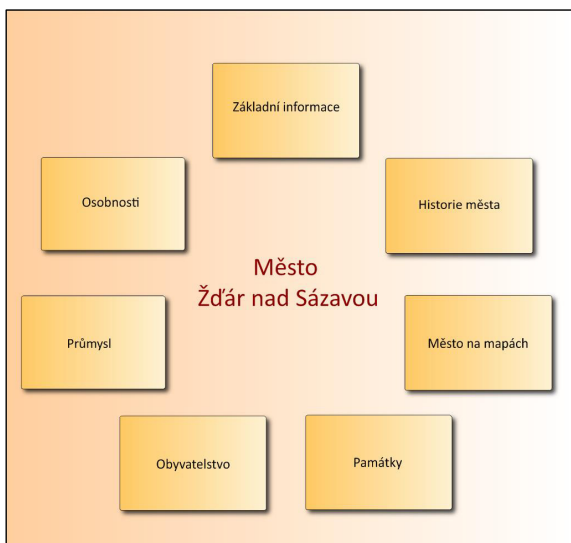 Základní informace
Osobnosti
Historie města
Město
Žďár nad Sázavou
Průmysl
Město na mapách
Obyvatelstvo
Památky